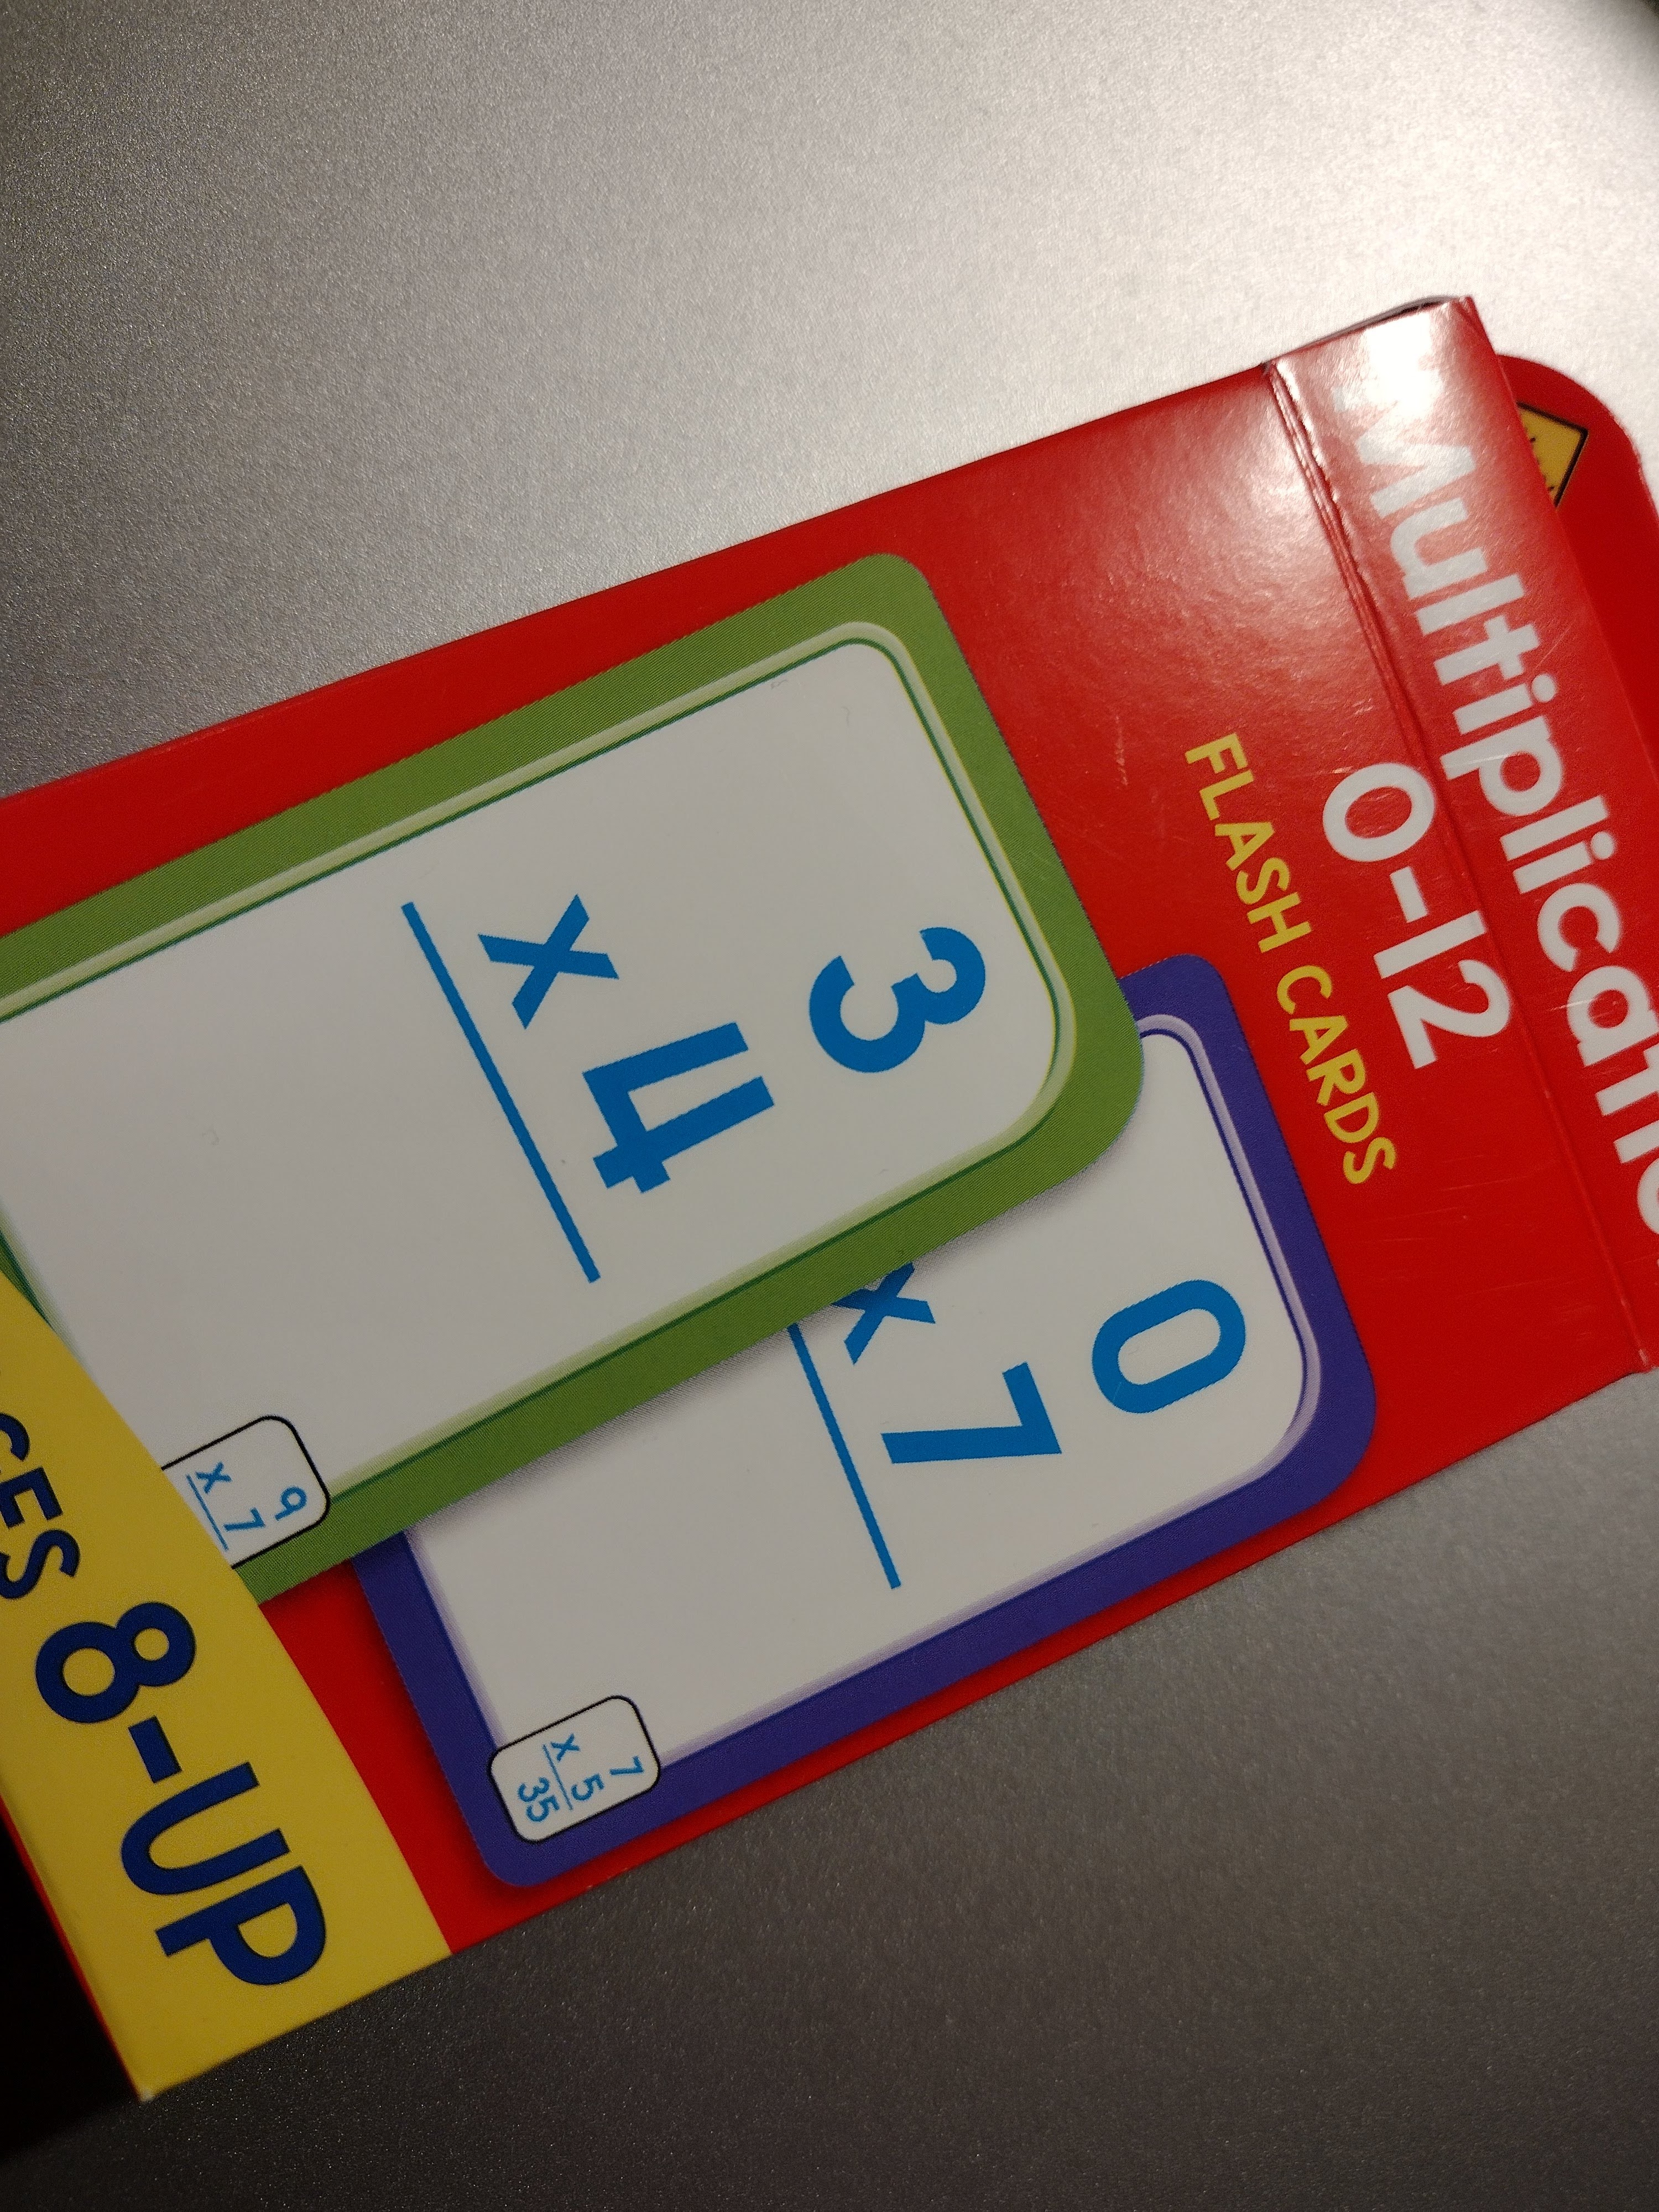 Multiplicatio
0-12
FLASH CARDS
3
x 4
0
x 7
9
x 7
7
x 5
35
GES 8-UP